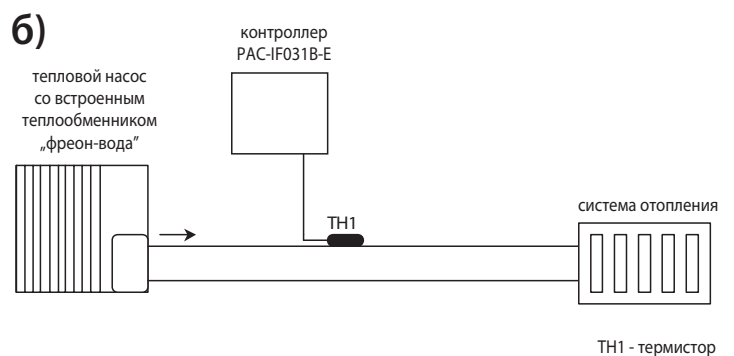 б)
контроллер
PAC-IF031B-E
тепловой насос
со встроенным
теплообменником
„фреон-вода”
TH1
система отопления
TH1 - термистор